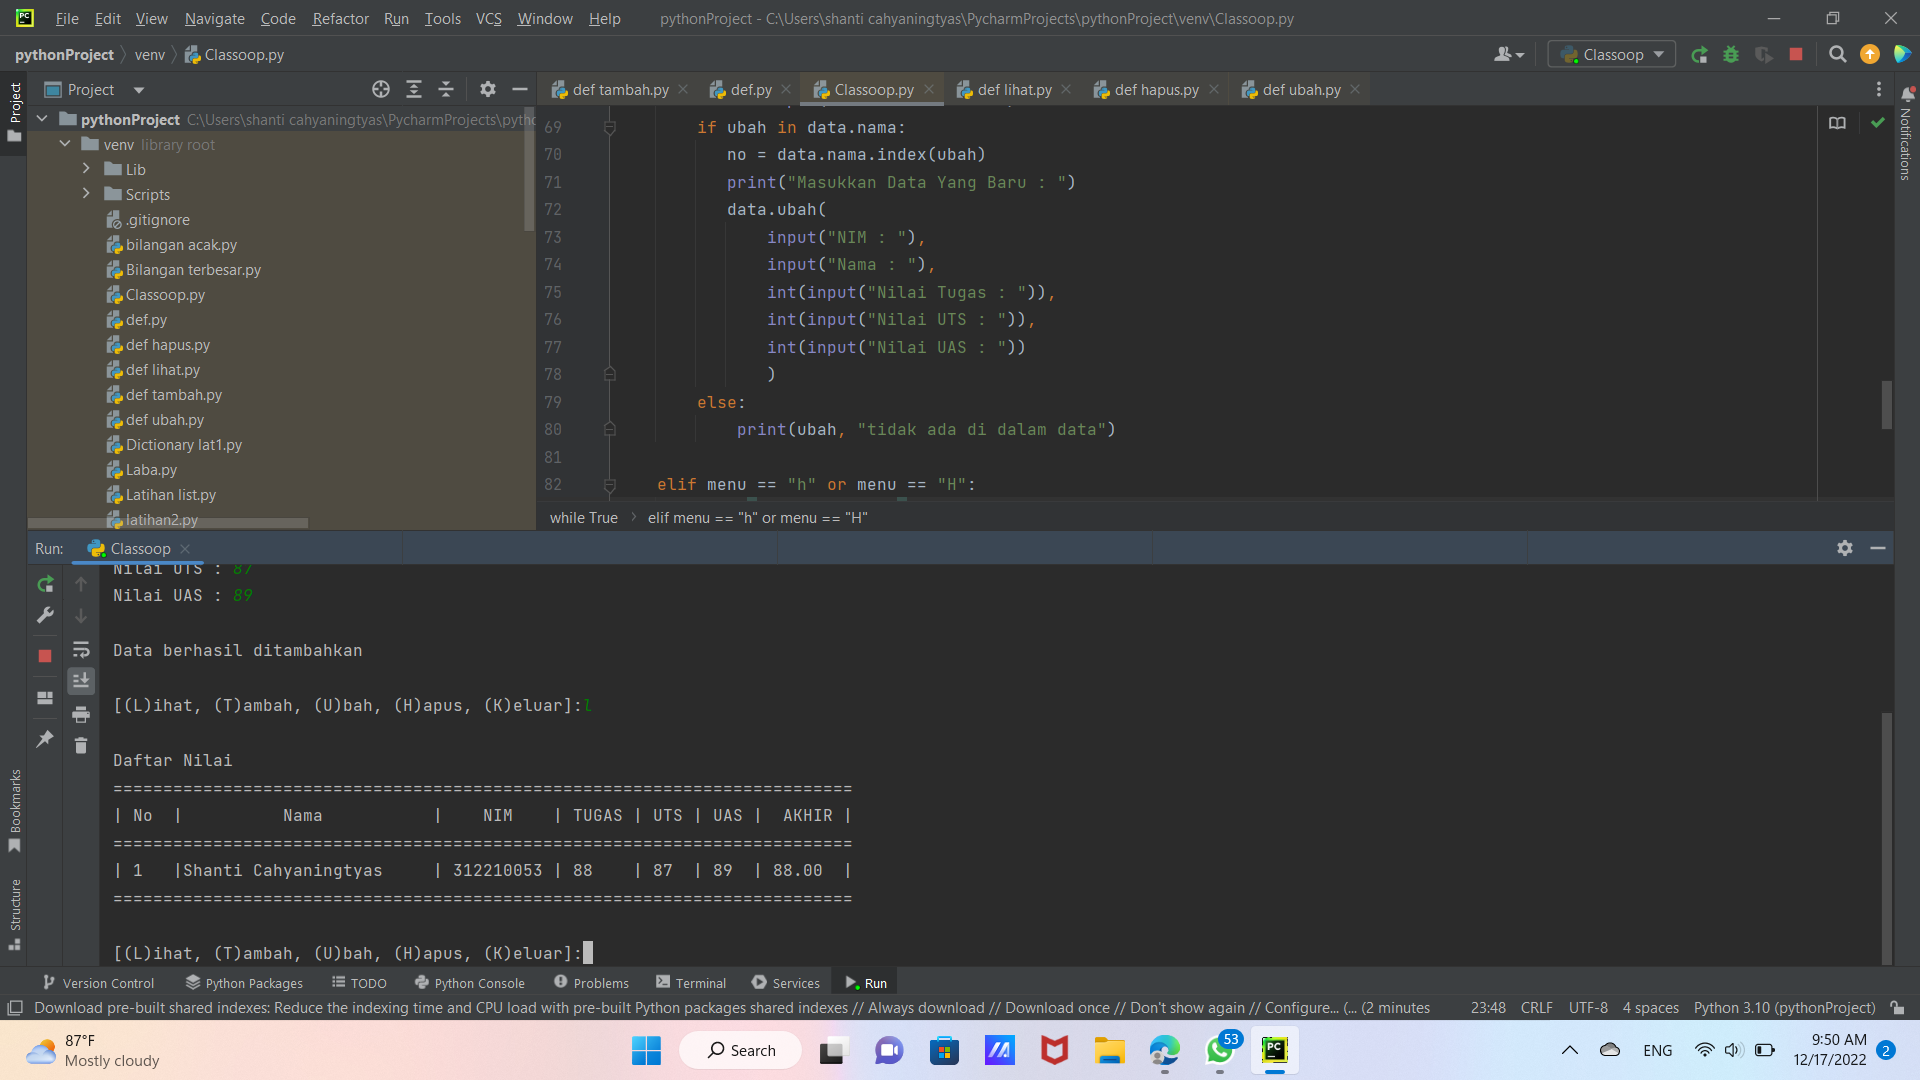 PC File Edit View Navigate Code Refactor Run Tools VCS Window Help pythonProject - C:\Users\shanti cahyaningtyas\PycharmProjects\pythonProject\venv\Classoop.py
pythonProject venv Classoop.py Classoop
Project
Project
pythonProject C:\Users\shanti cahyaningtyas\PycharmProjects\pytho
venv library root
Lib
Scripts
.gitignore
bilangan acak.py
Bilangan terbesar.py
Classoop.py
def.py
def hapus.py
def lihat.py
def tambah.py
def ubah.py
Dictionary lat1.py
Laba.py
Latihan list.py
latihan2.py
def tambah.py def.py Classoop.py def lihat.py def hapus.py def ubah.py
69 if ubah in data.nama:
70 no = data.nama.index(ubah)
71 print("Masukkan Data Yang Baru : ")
72 data.ubah(
73 input("NIM : "),
74 input("Nama : "),
75 int(input("Nilai Tugas : ")),
76 int(input("Nilai UTS : ")),
77 int(input("Nilai UAS : "))
78 )
79 else:
80 print(ubah, "tidak ada di dalam data")
81
82 elif menu == "h" or menu == "H":
while True elif menu == "h" or menu == "H"
Notifications
Run: Classoop
Nilai UTS : 87
Nilai UAS : 89
Data berhasil ditambahkan
[(L)ihat, (T)ambah, (U)bah, (H)apus, (K)eluar]:l
Daftar Nilai
==========================================================================
| No | Nama | NIM | TUGAS | UTS | UAS | AKHIR |
==========================================================================
| 1 |Shanti Cahyaningtyas | 312210053 | 88 | 87 | 89 | 88.00 |
==========================================================================
[(L)ihat, (T)ambah, (U)bah, (H)apus, (K)eluar]:
Bookmarks
Structure
Version Control Python Packages TODO Python Console Problems Terminal Services Run
Download pre-built shared indexes: Reduce the indexing time and CPU load with pre-built Python packages shared indexes // Always download // Download once // Don't show again // Configure... (... (2 minutes 23:48 CRLF UTF-8 4 spaces Python 3.10 (pythonProject)
87°F
Mostly cloudy
Search
53
PC
ENG
9:50 AM
12/17/2022
2